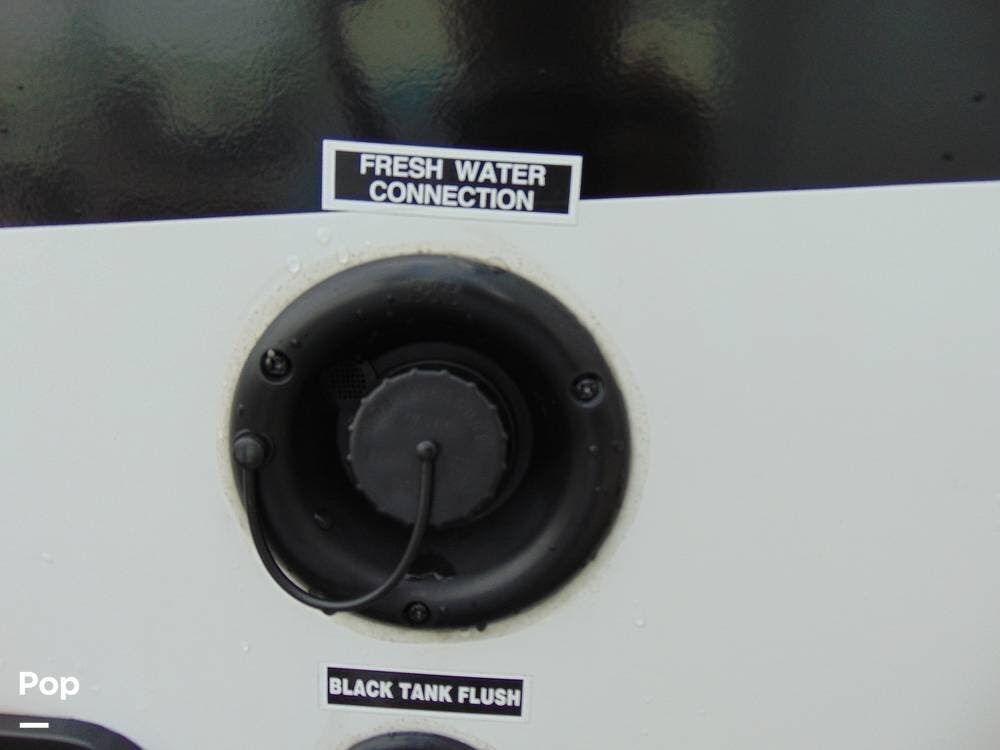 FRESH WATER
CONNECTION
BLACK TANK FLUSH
Pop